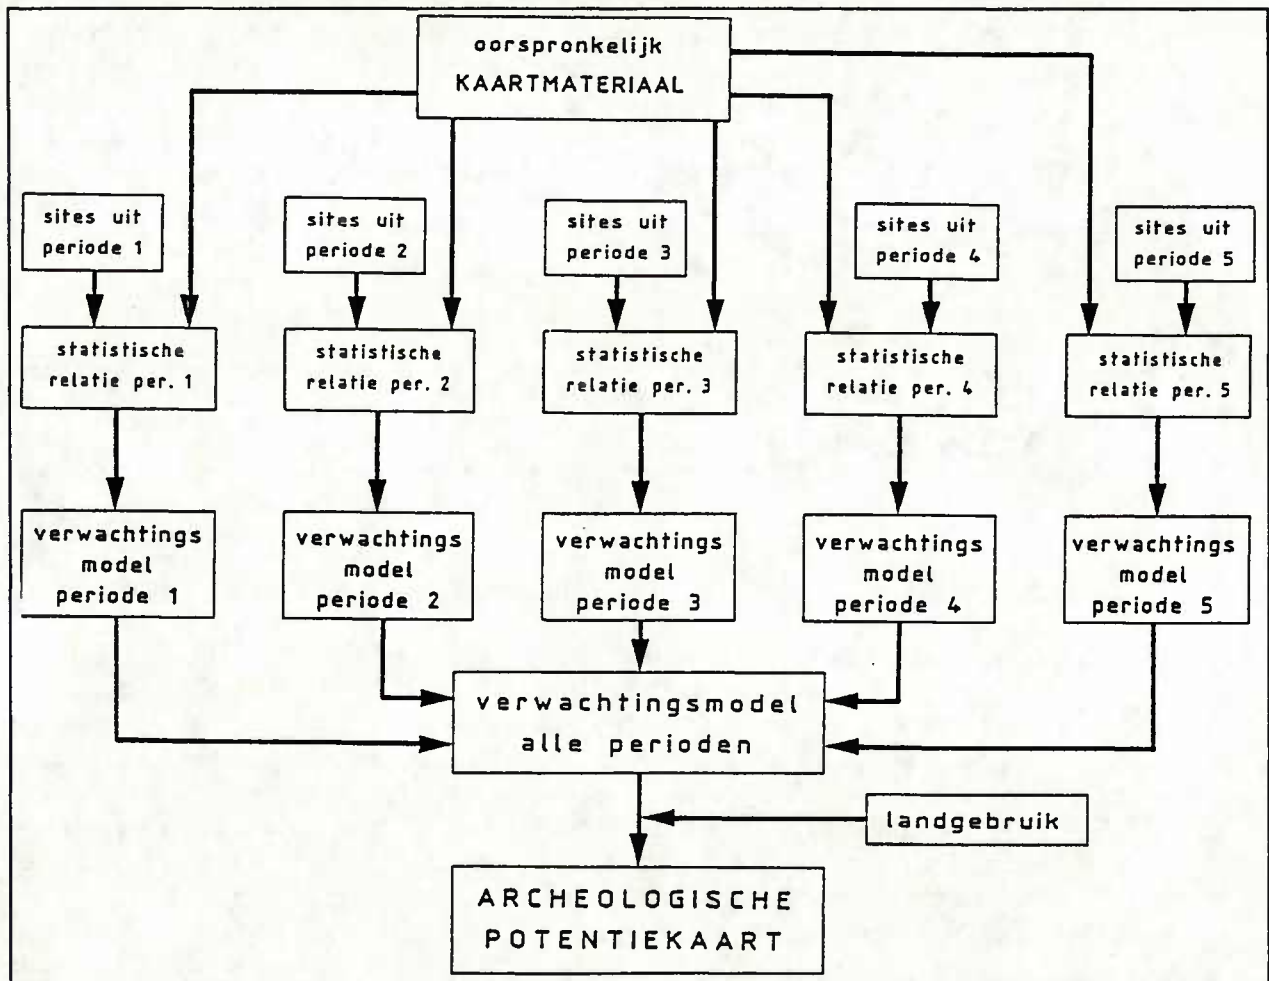 oorspronkelijk
KAARTMATERIAAL
sites uit
periode 1
sites uit
periode 2
sites uit
periode 3
sites uit
periode 4
sites uit
periode 5
statistische
relatie per. 1
statistische
relatie per. 2
statistische
relatie per. 3
statistische
relatie per. 4
statistische
relatie per. 5
verwachtings
model
periode 1
verwachtings
model
periode 2
verwachtings
model
periode 3
verwachtings
model
periode 4
verwachtings
model
periode 5
verwachtingsmodel
alle perioden
landgebruik
ARCHEOLOGISCHE
POTENTIEKAART